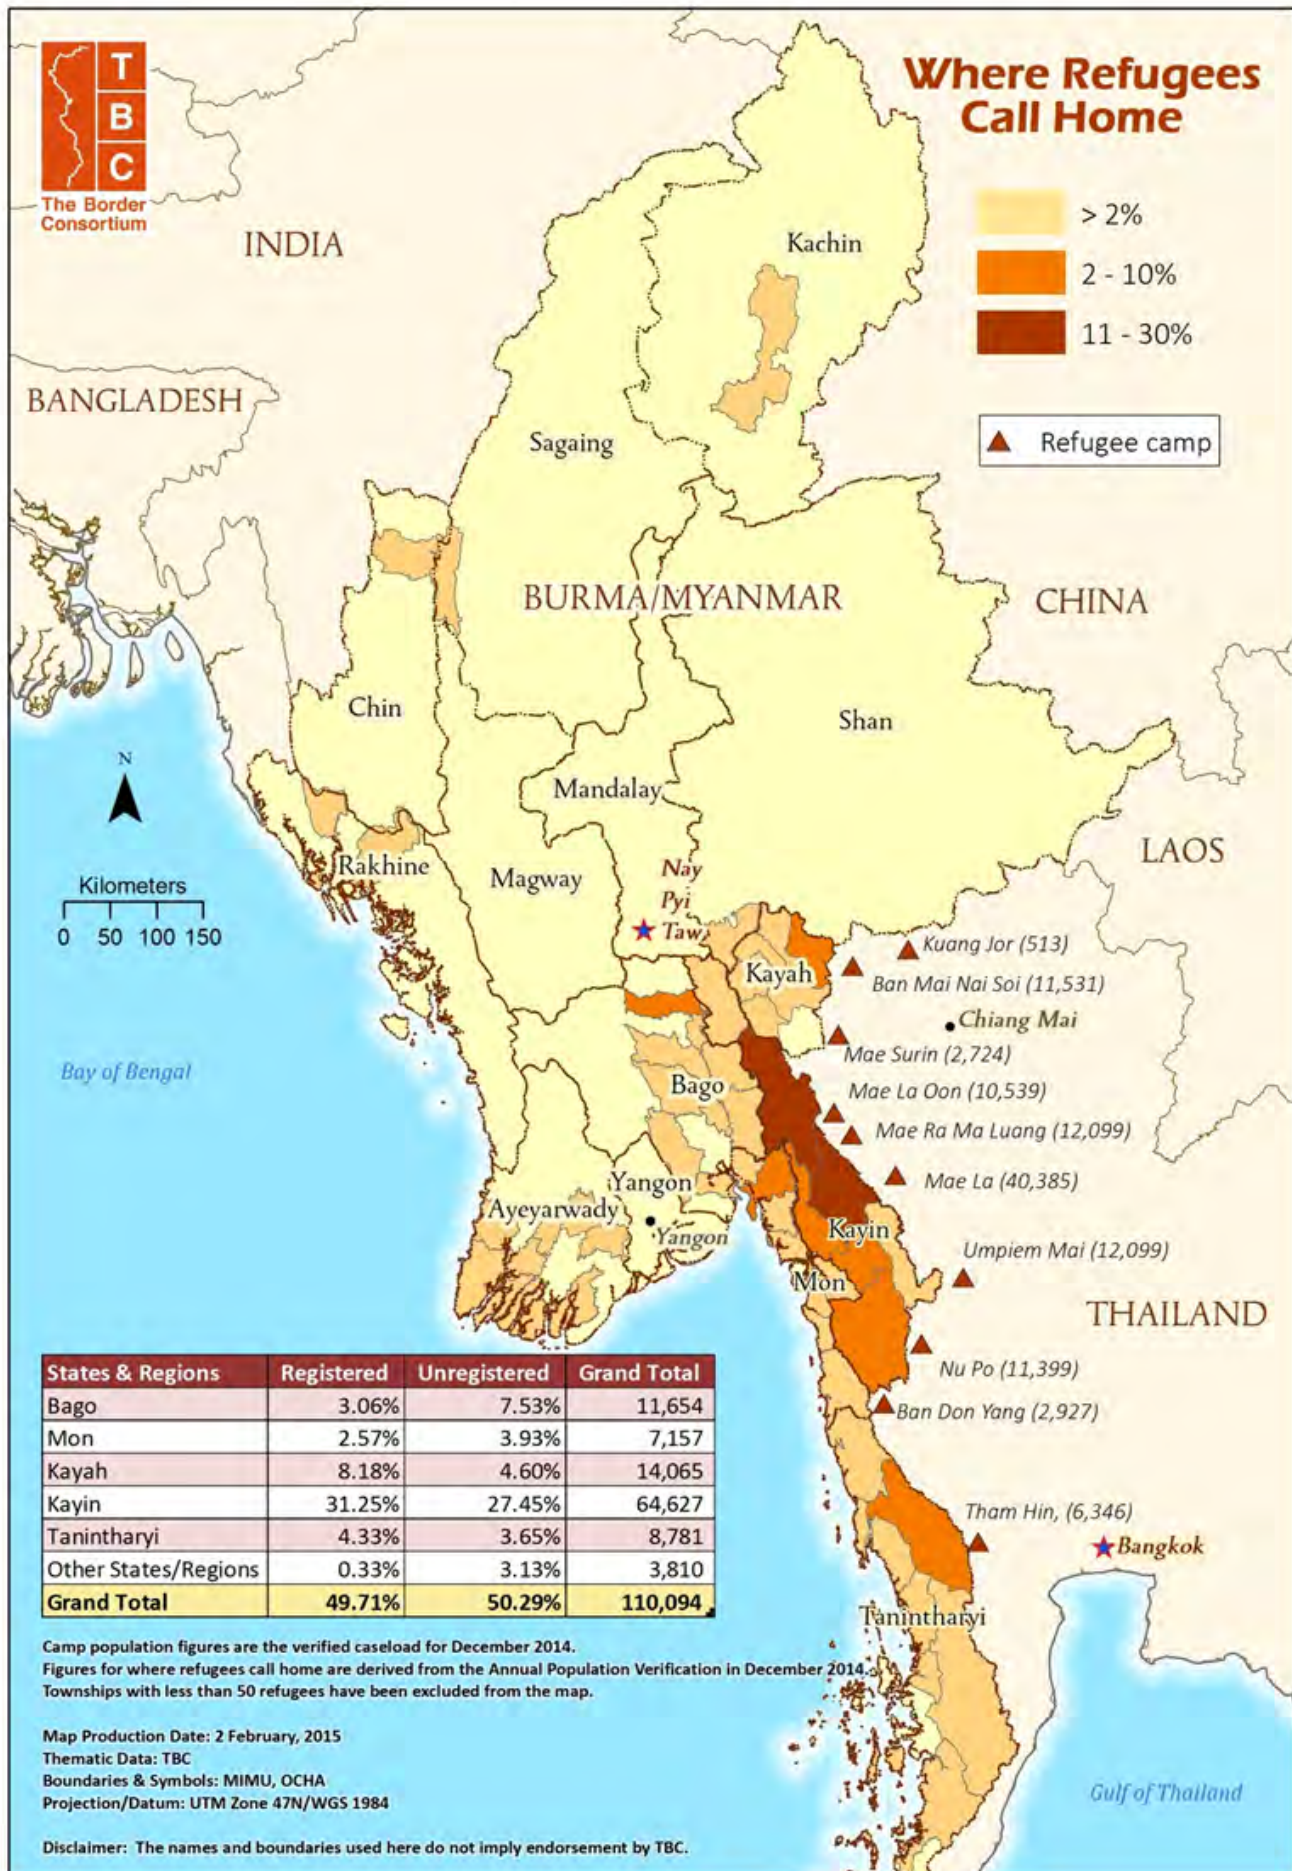 T
B
C
The Border
Consortium
Where Refugees
Call Home
> 2%
2 - 10%
11 - 30%
Refugee camp
INDIA
Kachin
BANGLADESH
Sagaing
BURMA/MYANMAR
CHINA
Chin
Shan
N
Mandalay
LAOS
Rakhine
Magway
Nay
Pyi
Taw
Kilometers
0 50 100 150
Kayah
Kuang Jor (513)
Ban Mai Nai Soi (11,531)
Chiang Mai
Mae Surin (2,724)
Bay of Bengal
Bago
Mae La Oon (10,539)
Mae Ra Ma Luang (12,099)
Mae La (40,385)
Yangon
Ayeyarwady
Yangon
Kayin
Umpiem Mai (12,099)
Mon
THAILAND
Nu Po (11,399)
Ban Don Yang (2,927)
Tham Hin, (6,346)
Bangkok
Tanintharyi
Gulf of Thailand
States & Regions Registered Unregistered Grand Total
Bago 3.06% 7.53% 11,654
Mon 2.57% 3.93% 7,157
Kayah 8.18% 4.60% 14,065
Kayin 31.25% 27.45% 64,627
Tanintharyi 4.33% 3.65% 8,781
Other States/Regions 0.33% 3.13% 3,810
Grand Total 49.71% 50.29% 110,094
Camp population figures are the verified caseload for December 2014.
Figures for where refugees call home are derived from the Annual Population Verification in December 2014.
Townships with less than 50 refugees have been excluded from the map.
Map Production Date: 2 February, 2015
Thematic Data: TBC
Boundaries & Symbols: MIMU, OCHA
Projection/Datum: UTM Zone 47N/WGS 1984
Disclaimer: The names and boundaries used here do not imply endorsement by TBC.